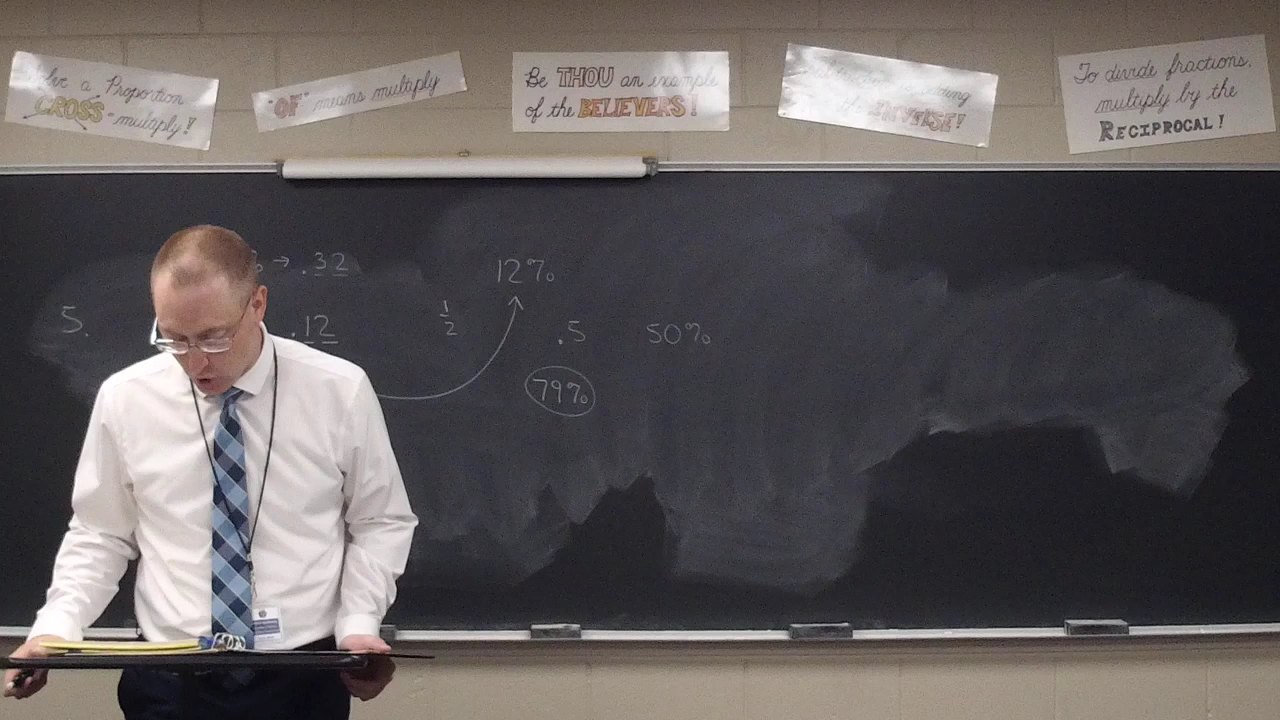 a Proportion
"CROSS" multiply!
"OF" means multiply
Be THOU an example
of the BELIEVERS!
INVERSE!
To divide fractions,
multiply by the
RECIPROCAL!
→ .32
12%
5.
.12
1/2
.5
50%
79%